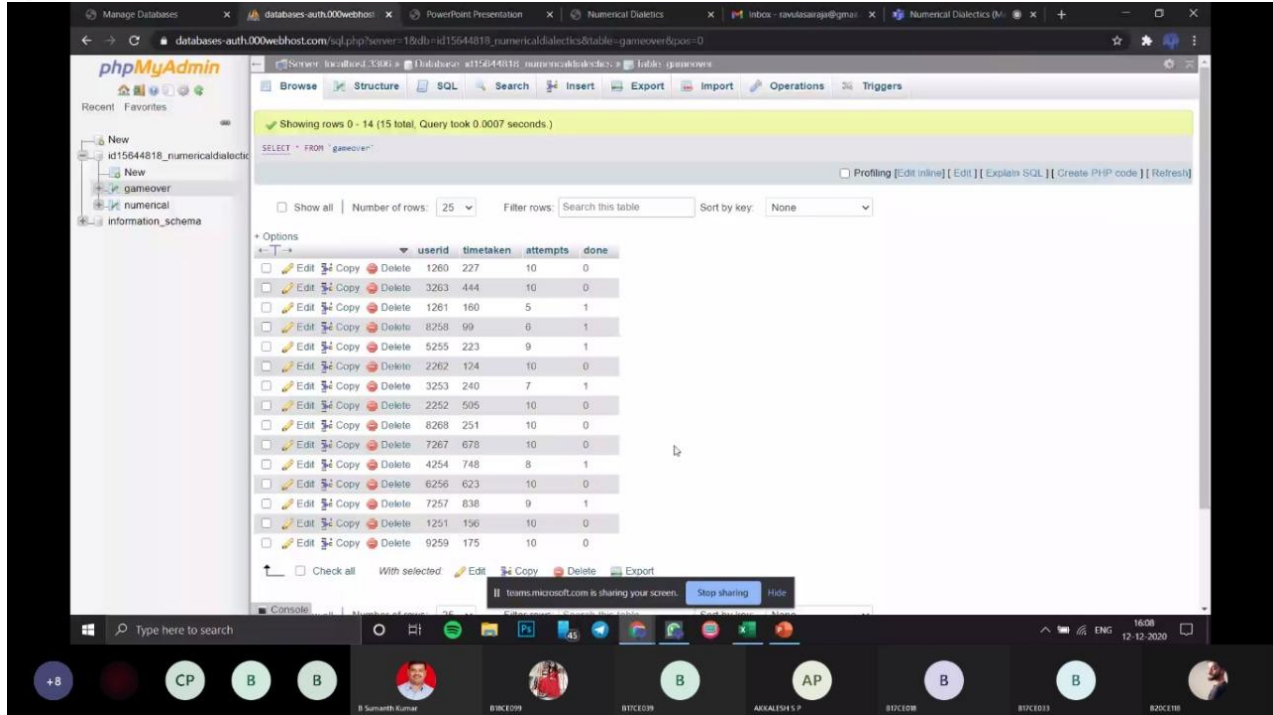 Manage Databases
databases-auth.000webhost
PowerPoint Presentation
Numerical Dialetics
Inbox - ravulasairaja@gmai
Numerical Dialectics (M
databases-auth.000webhost.com/sql.php?server=1&db=id15644818_numericaldialectics&table=gameover&pos=0
phpMyAdmin
Recent Favorites
New
id15644818_numericaldialectic
New
gameover
numerical
information_schema
Server: localhost:3306 » Database: id15644818_numericaldialectics » Table: gameover
Browse Structure SQL Search Insert Export Import Operations Triggers
Showing rows 0 - 14 (15 total, Query took 0.0007 seconds.)
SELECT * FROM `gameover`
Profiling [Edit inline] [ Edit ] [ Explain SQL ] [ Create PHP code ] [ Refresh]
Show all | Number of rows: 25 Filter rows: Search this table Sort by key: None
+ Options
←T→ userid timetaken attempts done
Edit Copy Delete 1260 227 10 0
Edit Copy Delete 3263 444 10 0
Edit Copy Delete 1261 160 5 1
Edit Copy Delete 8258 99 6 1
Edit Copy Delete 5255 223 9 1
Edit Copy Delete 2262 124 10 0
Edit Copy Delete 3253 240 7 1
Edit Copy Delete 2252 505 10 0
Edit Copy Delete 8268 251 10 0
Edit Copy Delete 7267 678 10 0
Edit Copy Delete 4254 748 8 1
Edit Copy Delete 6256 623 10 0
Edit Copy Delete 7257 838 9 1
Edit Copy Delete 1251 156 10 0
Edit Copy Delete 9259 175 10 0
Check all With selected: Edit Copy Delete Export
teams.microsoft.com is sharing your screen. Stop sharing Hide
Console
Type here to search
Ps
45
ENG
16:08
12-12-2020
+8
CP
B
B
B Sumanth Kumar
B18CE099
B
B17CE039
AP
AKKALESH S P
B
B17CE018
B
B17CE033
B20CE118